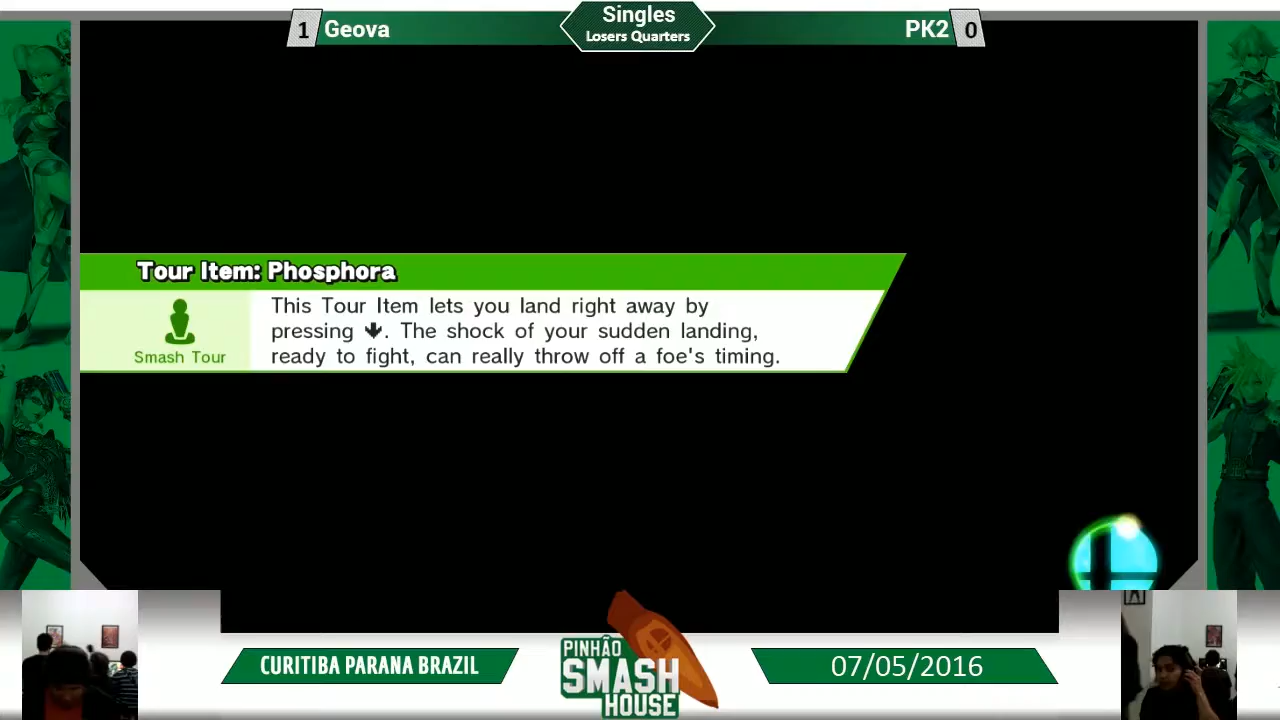 1 Geova
Singles
Losers Quarters
PK2 0
Tour Item: Phosphora
This Tour Item lets you land right away by
pressing 🡇. The shock of your sudden landing,
ready to fight, can really throw off a foe's timing.
Smash Tour
CURITIBA PARANA BRAZIL
PINHÃO
SMASH
HOUSE
07/05/2016